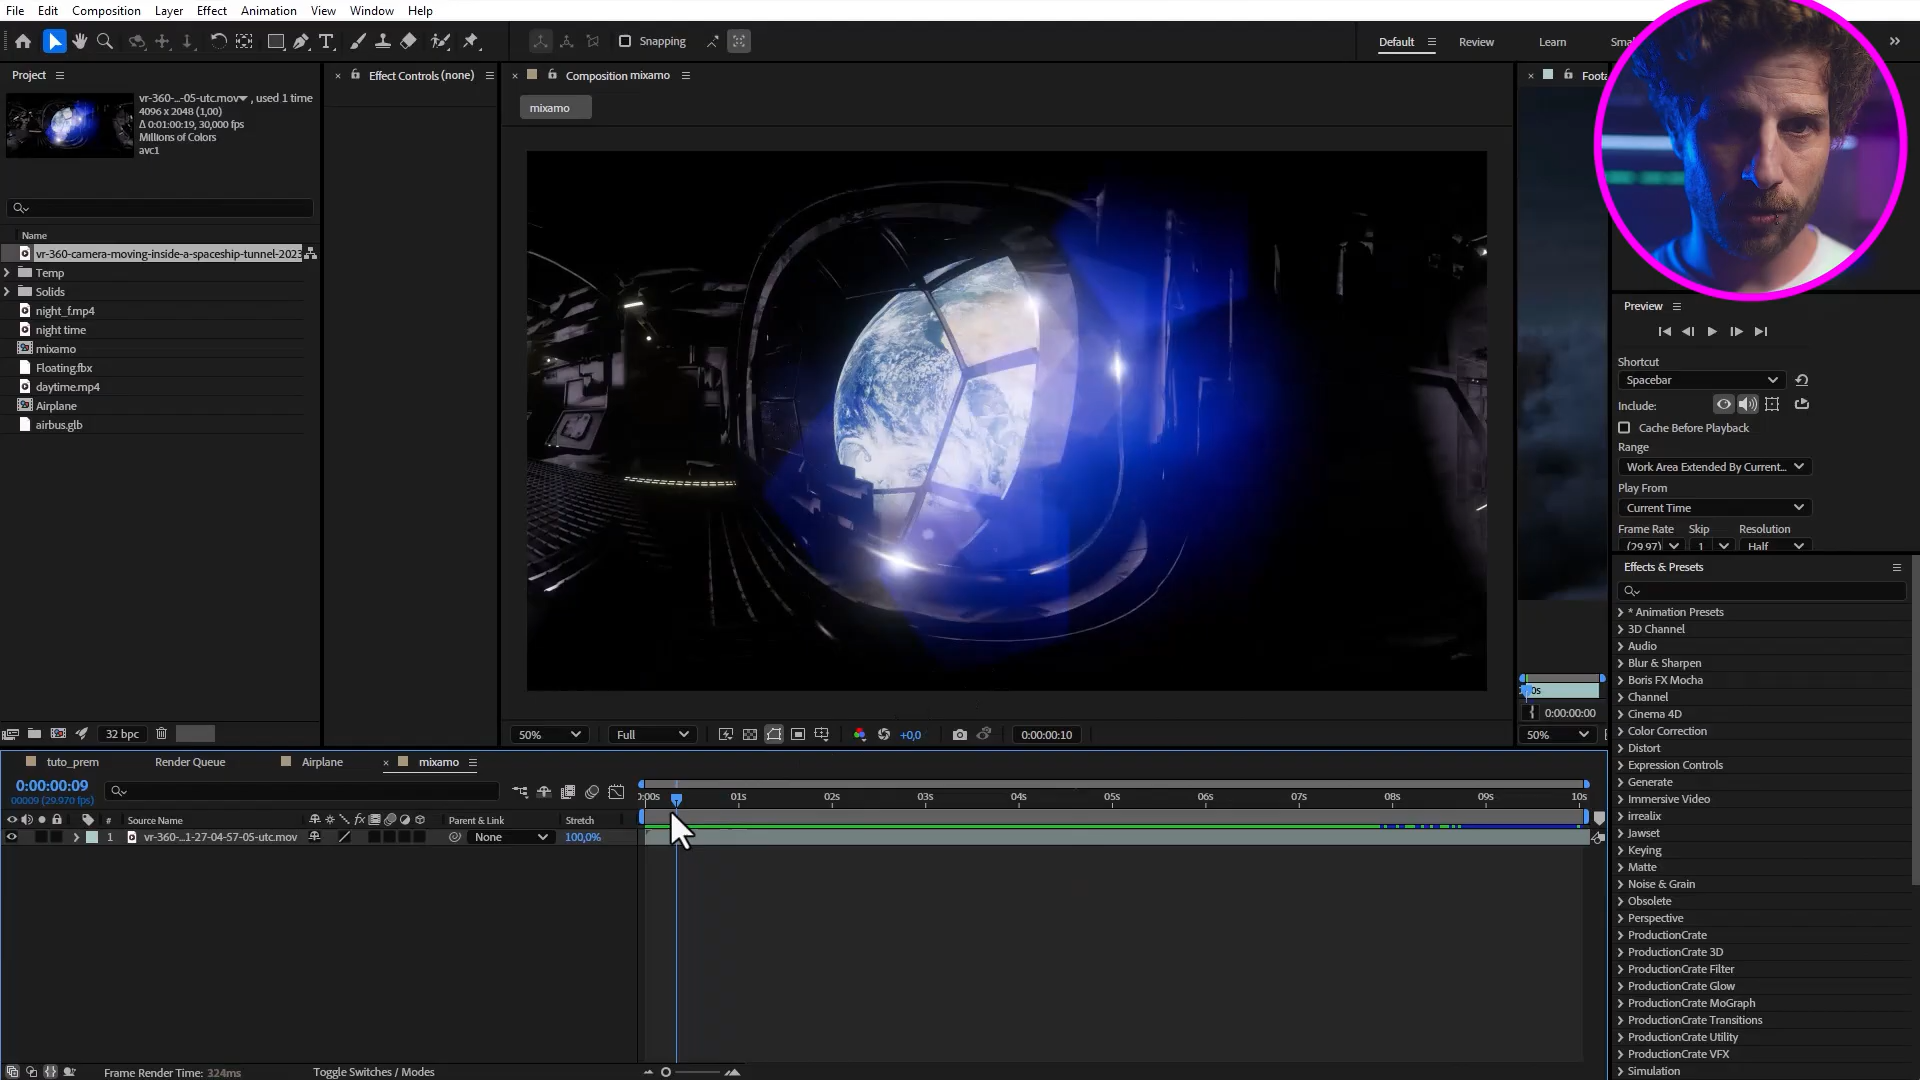 File Edit Composition Layer Effect Animation View Window Help
Snapping
Default Review Learn
Project
Effect Controls (none)
Composition mixamo
mixamo
vr-360-...-05-utc.mov , used 1 time
4096 x 2048 (1,00)
Δ 0:01:00:19, 30,000 fps
Millions of Colors
avc1
Name
vr-360-camera-moving-inside-a-spaceship-tunnel-2023
Temp
Solids
night_f.mp4
night time
mixamo
Floating.fbx
daytime.mp4
Airplane
airbus.glb
32 bpc
50% Full +0,0 0:00:00:10
0:00:00:00
50%
Preview
Shortcut
Spacebar
Include:
Cache Before Playback
Range
Work Area Extended By Current...
Play From
Current Time
Frame Rate Skip Resolution
(29.97) 1 Half
Effects & Presets
* Animation Presets
3D Channel
Audio
Blur & Sharpen
Boris FX Mocha
Channel
Cinema 4D
Color Correction
Distort
Expression Controls
Generate
Immersive Video
irrealix
Jawset
Keying
Matte
Noise & Grain
Obsolete
Perspective
ProductionCrate
ProductionCrate 3D
ProductionCrate Filter
ProductionCrate Glow
ProductionCrate MoGraph
ProductionCrate Transitions
ProductionCrate Utility
ProductionCrate VFX
Simulation
tuto_prem Render Queue Airplane mixamo
0:00:00:09
00009 (29.970 fps)
# Source Name Parent & Link Stretch
1 vr-360-...1-27-04-57-05-utc.mov None 100,0%
01s 02s 03s 04s 05s 06s 07s 08s 09s 10s
Frame Render Time: 324ms Toggle Switches / Modes